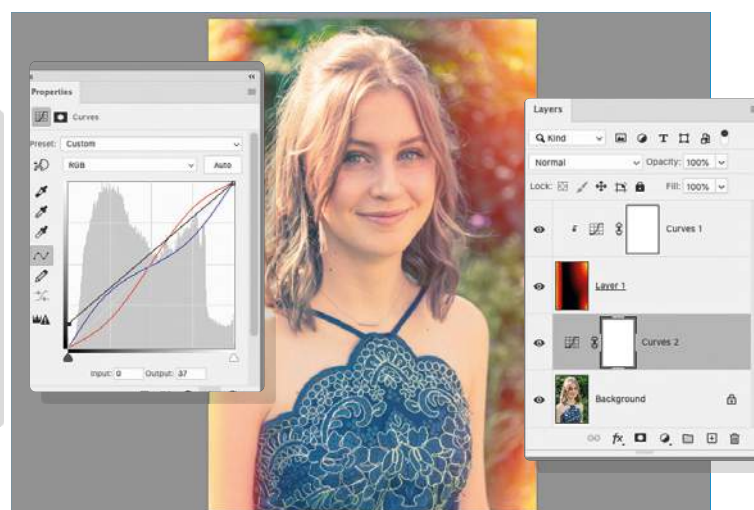 Properties
Curves
Preset: Custom
RGB
Auto
Input: 0 Output: 37
Layers
Kind
Normal
Opacity: 100%
Lock:
Fill: 100%
Curves 1
Layer 1
Curves 2
Background
fx